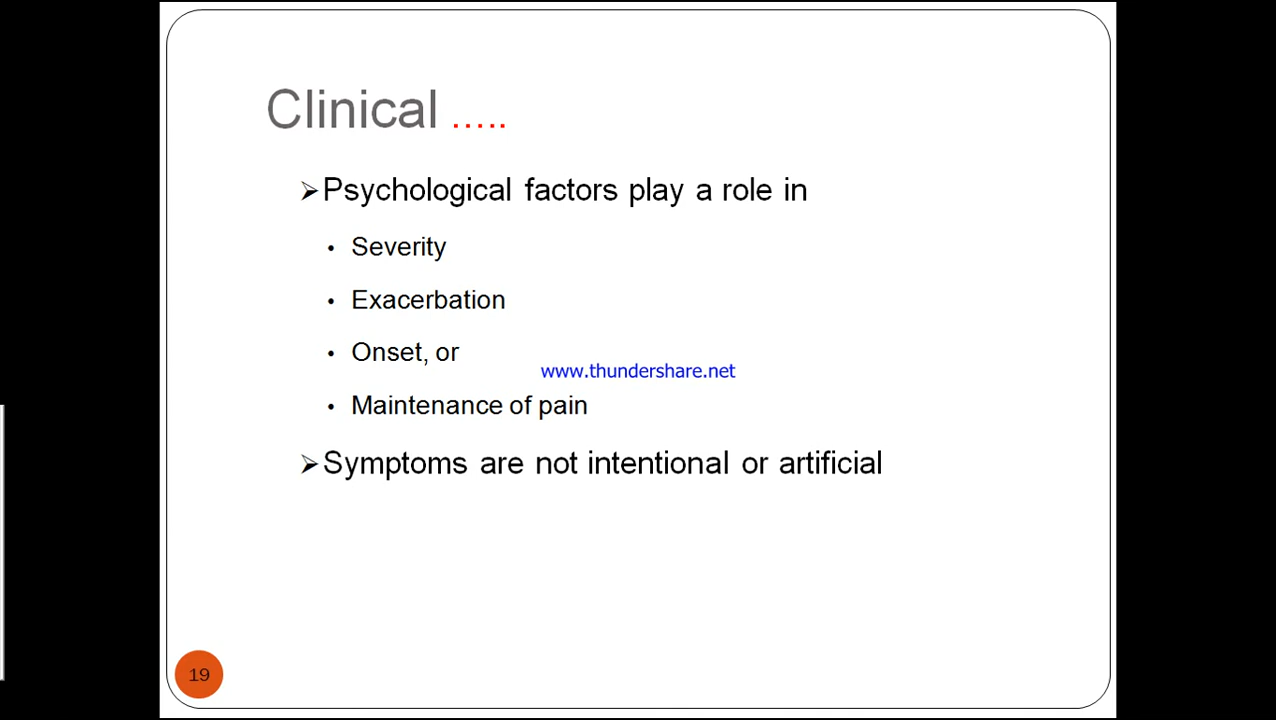 Clinical .....
➢Psychological factors play a role in
• Severity
• Exacerbation
• Onset, or
www.thundershare.net
• Maintenance of pain
➢Symptoms are not intentional or artificial
19